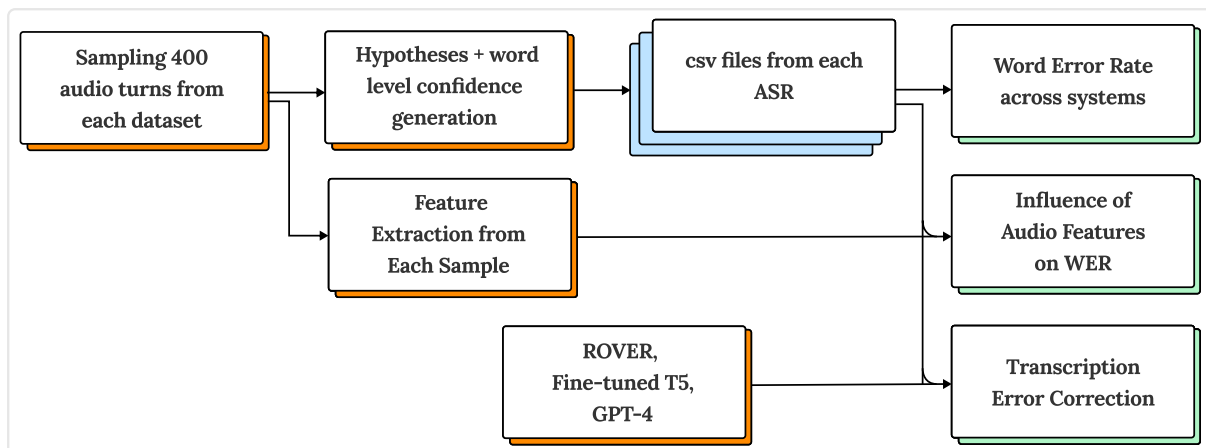 Sampling 400
audio turns from
each dataset
Hypotheses + word
level confidence
generation
csv files from each
ASR
Word Error Rate
across systems
Feature
Extraction from
Each Sample
Influence of
Audio Features
on WER
ROVER,
Fine-tuned T5,
GPT-4
Transcription
Error Correction